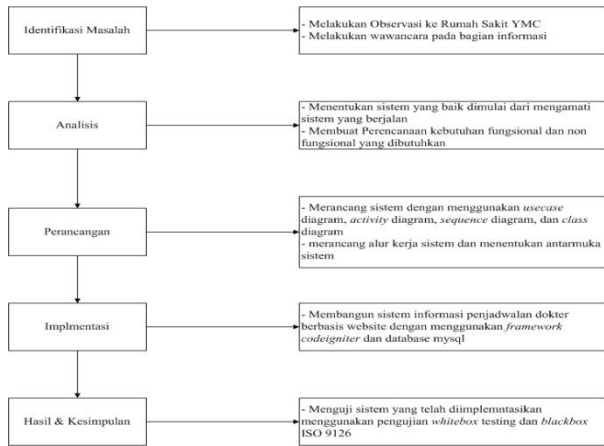 Identifikasi Masalah
- Melakukan Observasi ke Rumah Sakit YMC
- Melakukan wawancara pada bagian informasi
Analisis
- Menentukan sistem yang baik dimulai dari mengamati
sistem yang berjalan
- Membuat Perencanaan kebutuhan fungsional dan non
fungsional yang dibutuhkan
Perancangan
- Merancang sistem dengan menggunakan usecase
diagram, activity diagram, sequence diagram, dan class
diagram
- merancang alur kerja sistem dan menentukan antarmuka
sistem
Implmentasi
- Membangun sistem informasi penjadwalan dokter
berbasis website dengan menggunakan framework
codeigniter dan database mysql
Hasil & Kesimpulan
- Menguji sistem yang telah diimplemntasikan
menggunakan pengujian whitebox testing dan blackbox
ISO 9126